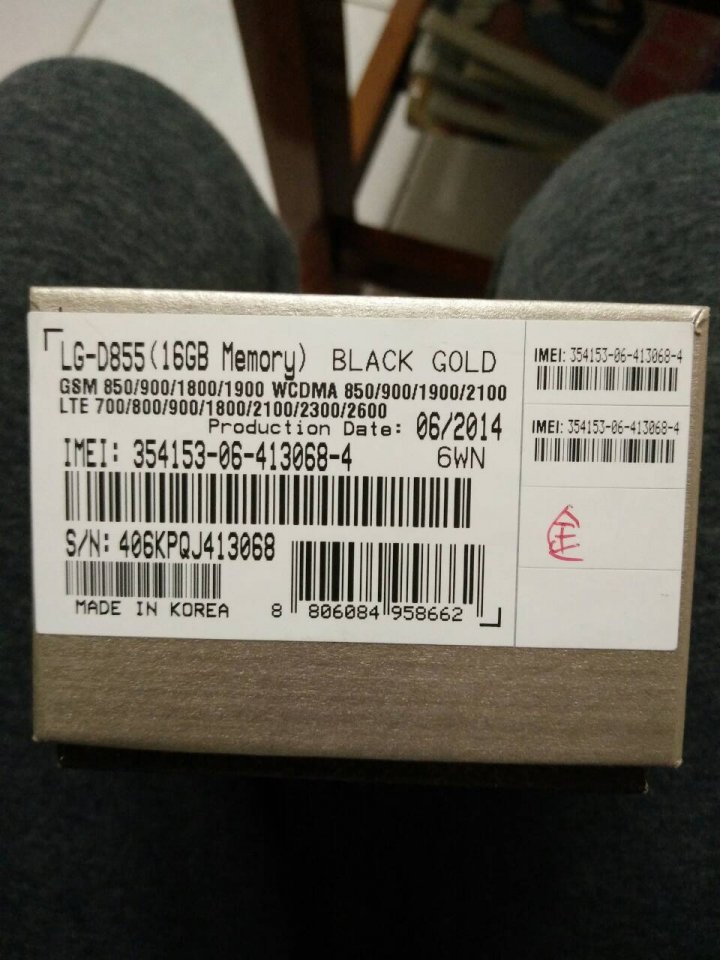 LG-D855(16GB Memory) BLACK GOLD
GSM 850/900/1800/1900 WCDMA 850/900/1900/2100
LTE 700/800/900/1800/2100/2300/2600
Production Date: 06/2014
IMEI: 354153-06-413068-4 6WN
S/N: 406KPQJ413068
MADE IN KOREA
8 806084 958662
IMEI: 354153-06-413068-4
IMEI: 354153-06-413068-4
金